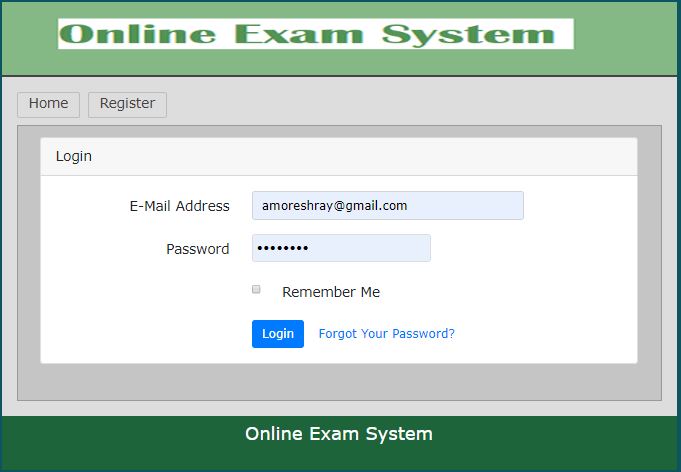 Online Exam System
Home Register
Login
E-Mail Address amoreshray@gmail.com
Password ••••••••
Remember Me
Login Forgot Your Password?
Online Exam System